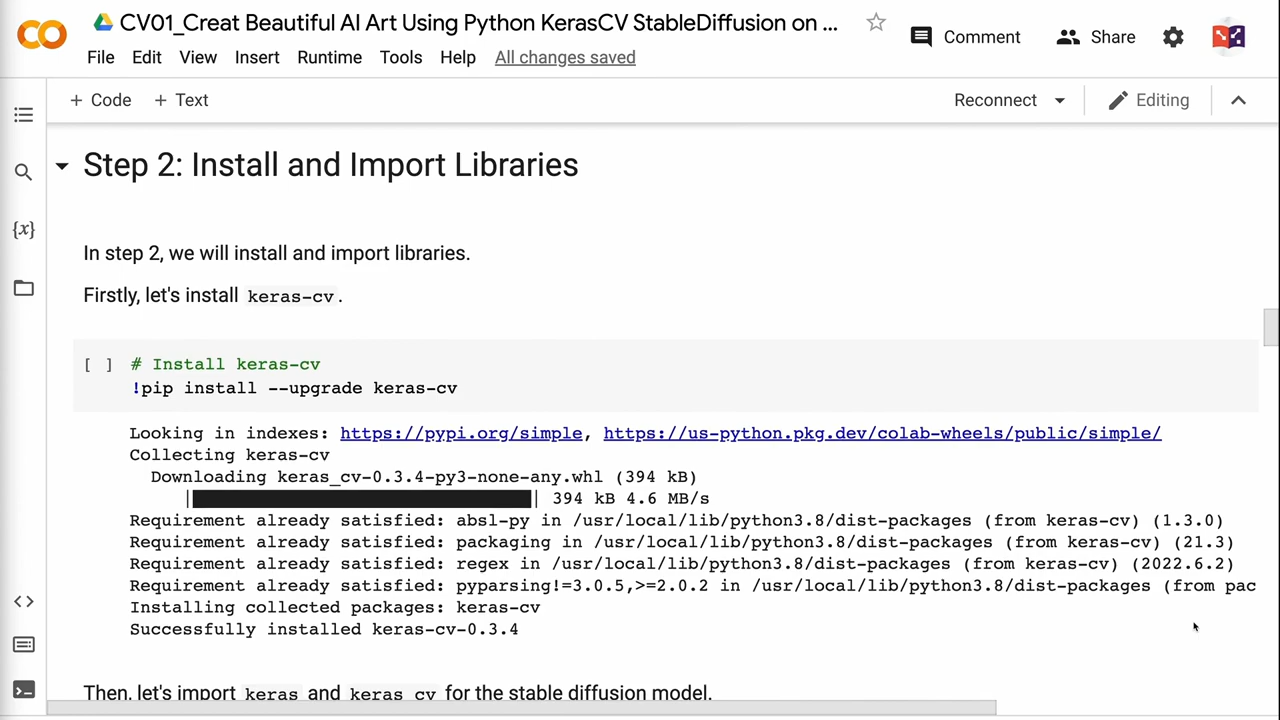 CV01_Creat Beautiful AI Art Using Python KerasCV StableDiffusion on ...
Comment
Share
File Edit View Insert Runtime Tools Help All changes saved
+ Code + Text
Reconnect
Editing
Step 2: Install and Import Libraries
In step 2, we will install and import libraries.
Firstly, let's install keras-cv.
[ ] # Install keras-cv
!pip install --upgrade keras-cv
Looking in indexes: https://pypi.org/simple, https://us-python.pkg.dev/colab-wheels/public/simple/
Collecting keras-cv
Downloading keras_cv-0.3.4-py3-none-any.whl (394 kB)
| | 394 kB 4.6 MB/s
Requirement already satisfied: absl-py in /usr/local/lib/python3.8/dist-packages (from keras-cv) (1.3.0)
Requirement already satisfied: packaging in /usr/local/lib/python3.8/dist-packages (from keras-cv) (21.3)
Requirement already satisfied: regex in /usr/local/lib/python3.8/dist-packages (from keras-cv) (2022.6.2)
Requirement already satisfied: pyparsing!=3.0.5,>=2.0.2 in /usr/local/lib/python3.8/dist-packages (from pac
Installing collected packages: keras-cv
Successfully installed keras-cv-0.3.4
Then, let's import keras and keras_cv for the stable diffusion model.
{x}